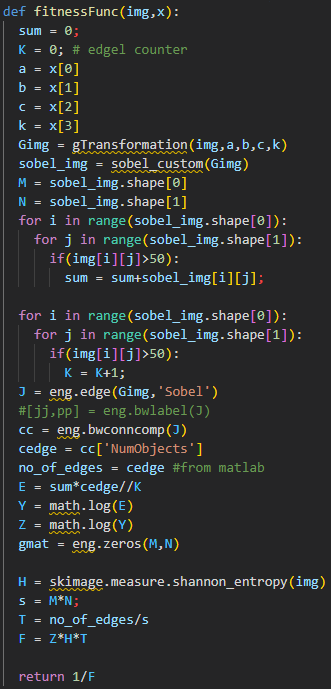 def fitnessFunc(img,x):
  sum = 0;
  K = 0; # edgel counter
  a = x[0]
  b = x[1]
  c = x[2]
  k = x[3]
  Gimg = gTransformation(img,a,b,c,k)
  sobel_img = sobel_custom(Gimg)
  M = sobel_img.shape[0]
  N = sobel_img.shape[1]
  for i in range(sobel_img.shape[0]):
    for j in range(sobel_img.shape[1]):
      if(img[i][j]>50):
        sum = sum+sobel_img[i][j];

  for i in range(sobel_img.shape[0]):
    for j in range(sobel_img.shape[1]):
      if(img[i][j]>50):
        K = K+1;
  J = eng.edge(Gimg,'Sobel')
  #[jj,pp] = eng.bwlabel(J)
  cc = eng.bwconncomp(J)
  cedge = cc['NumObjects']
  no_of_edges = cedge #from matlab
  E = sum*cedge//K
  Y = math.log(E)
  Z = math.log(Y)
  gmat = eng.zeros(M,N)

  H = skimage.measure.shannon_entropy(img)
  s = M*N;
  T = no_of_edges/s
  F = Z*H*T

  return 1/F